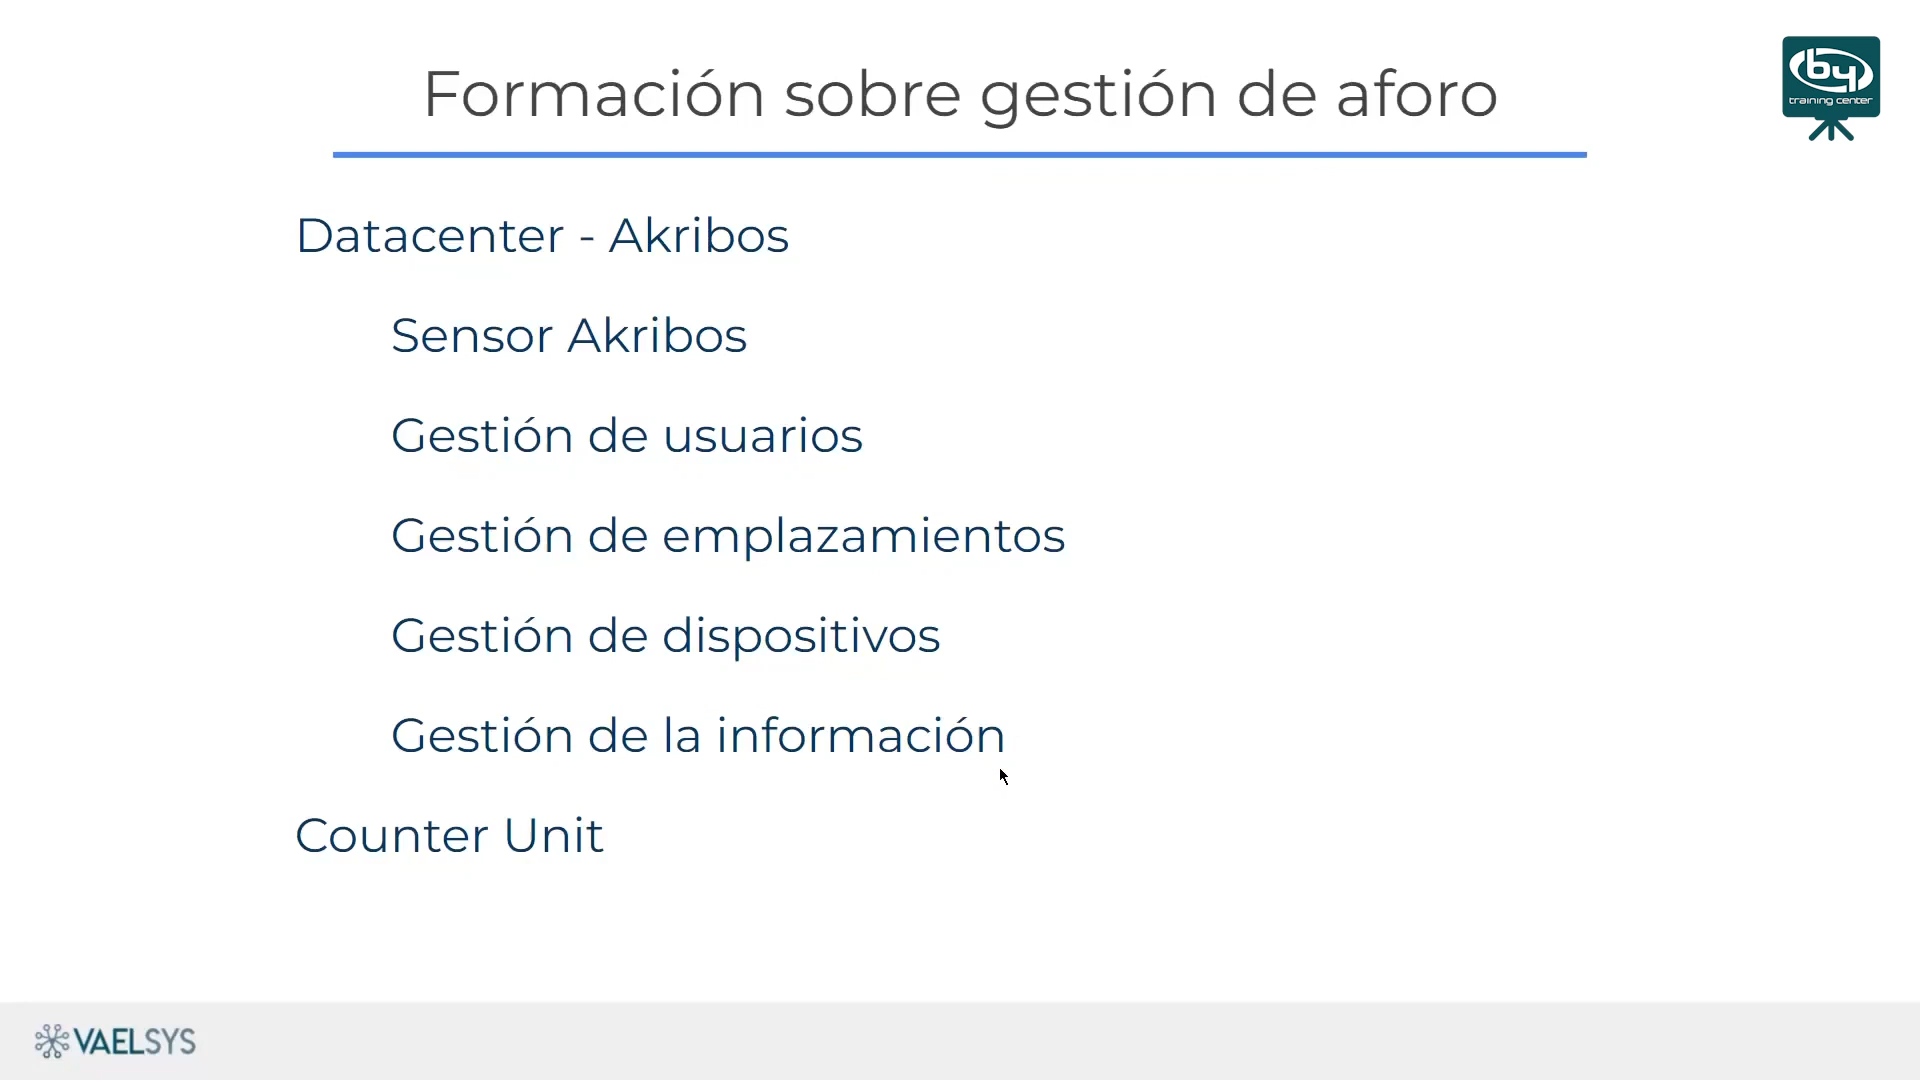 Formación sobre gestión de aforo
by
training center
Datacenter - Akribos
Sensor Akribos
Gestión de usuarios
Gestión de emplazamientos
Gestión de dispositivos
Gestión de la información
Counter Unit
VAELSYS